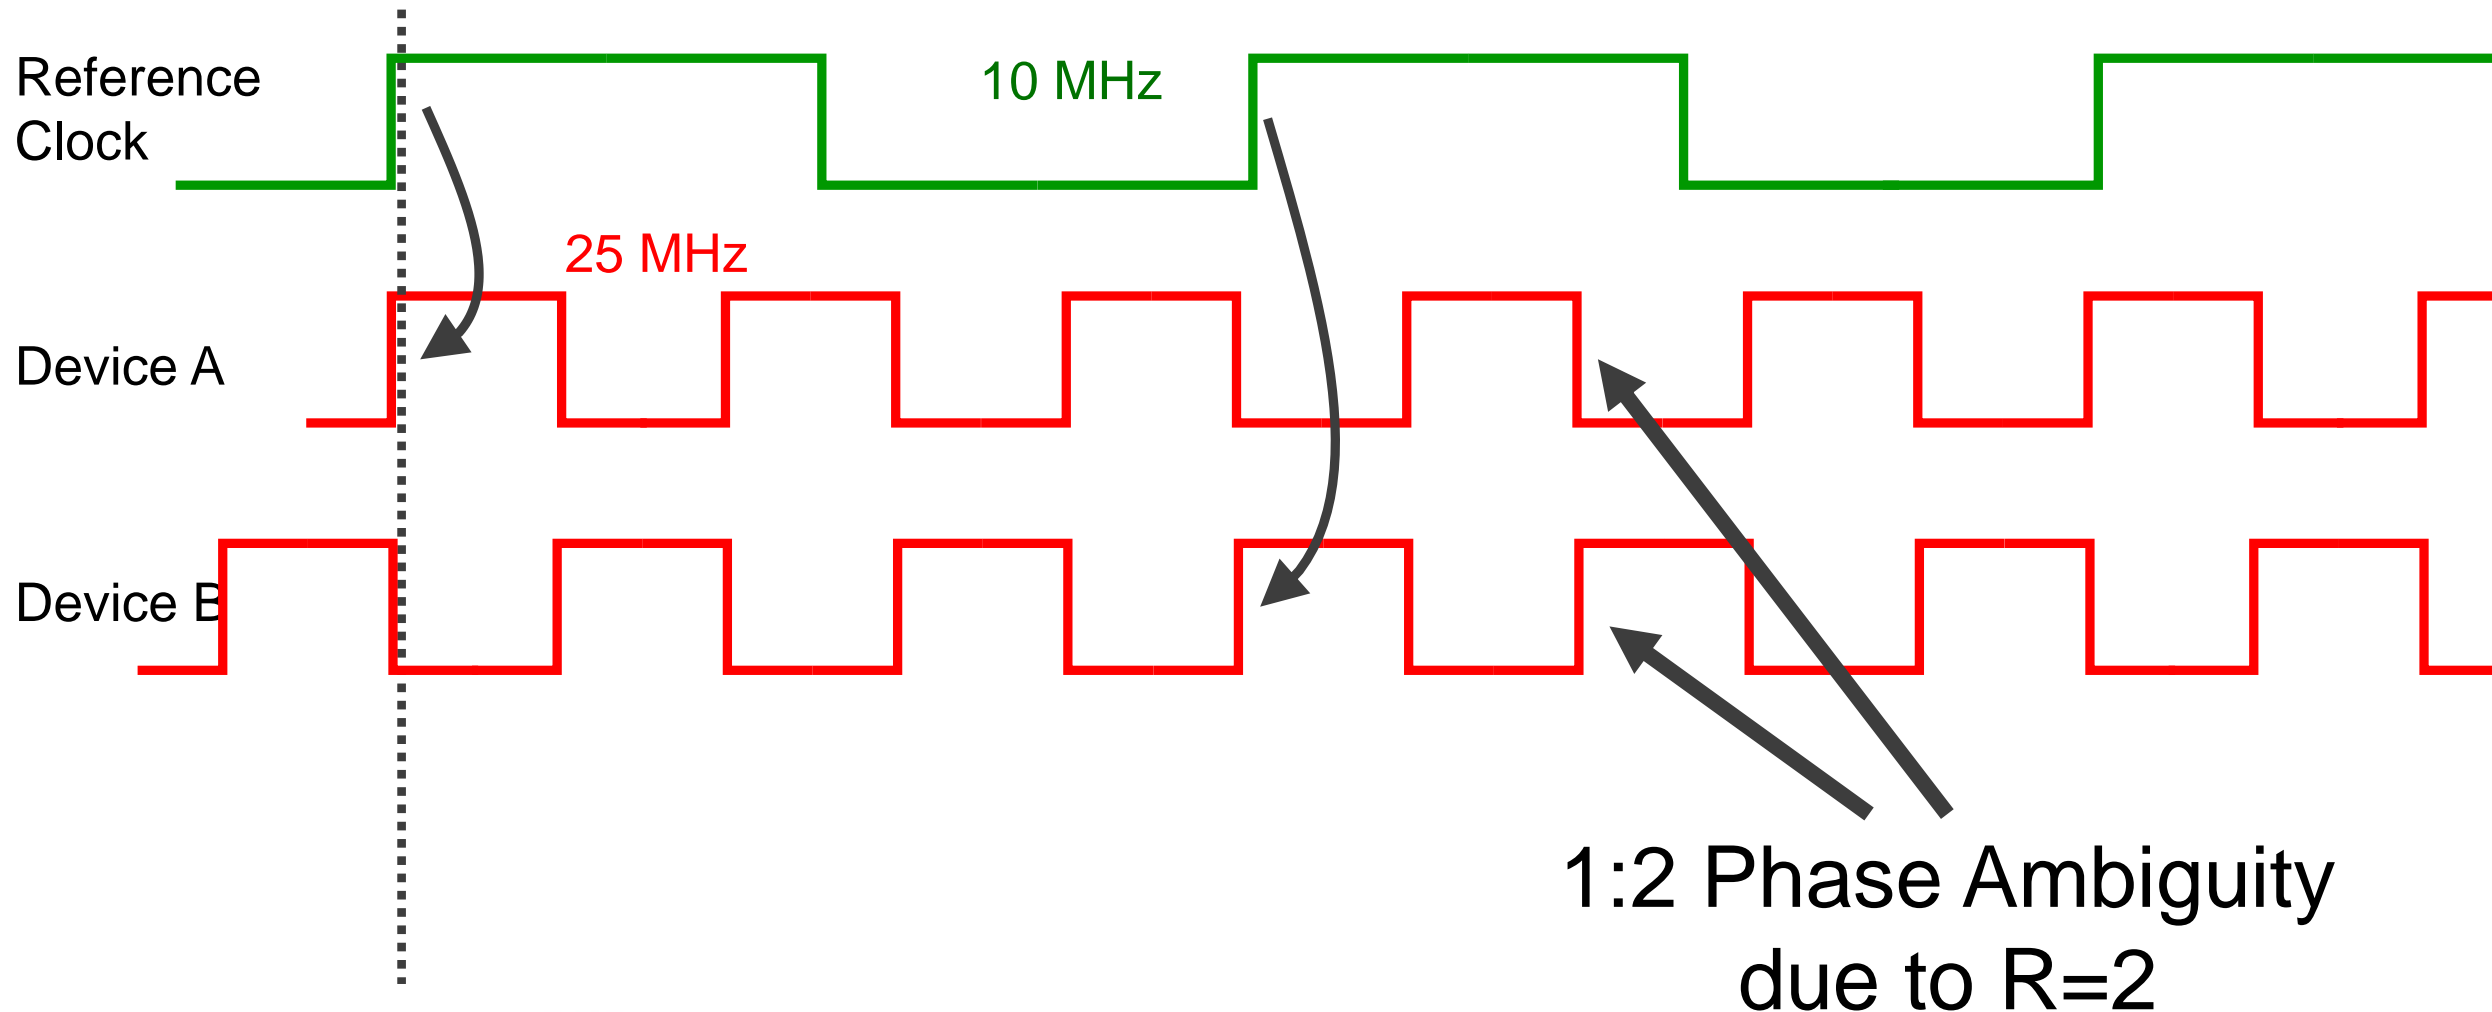 Reference
Clock
10 MHz
25 MHz
Device A
Device B
1:2 Phase Ambiguity
due to R=2